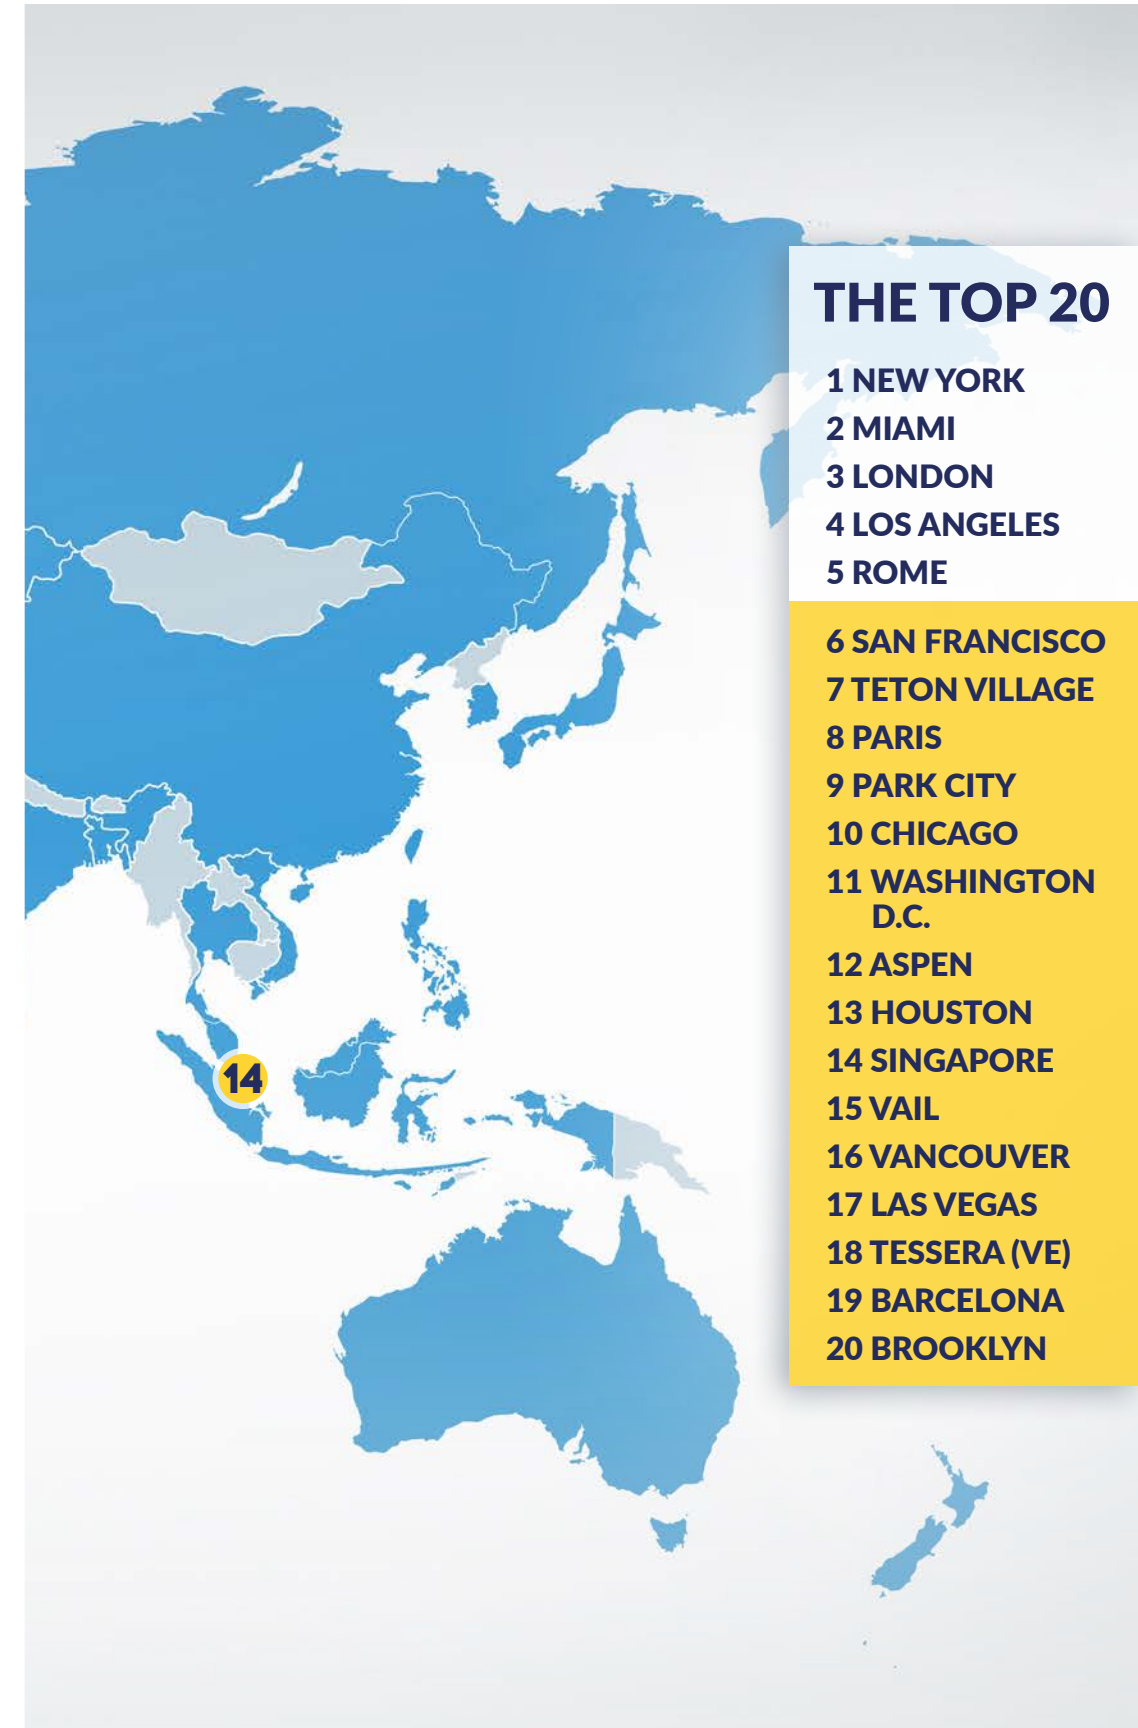 THE TOP 20
1 NEW YORK
2 MIAMI
3 LONDON
4 LOS ANGELES
5 ROME
6 SAN FRANCISCO
7 TETON VILLAGE
8 PARIS
9 PARK CITY
10 CHICAGO
11 WASHINGTON
D.C.
12 ASPEN
13 HOUSTON
14 SINGAPORE
15 VAIL
16 VANCOUVER
17 LAS VEGAS
18 TESSERA (VE)
19 BARCELONA
20 BROOKLYN
14